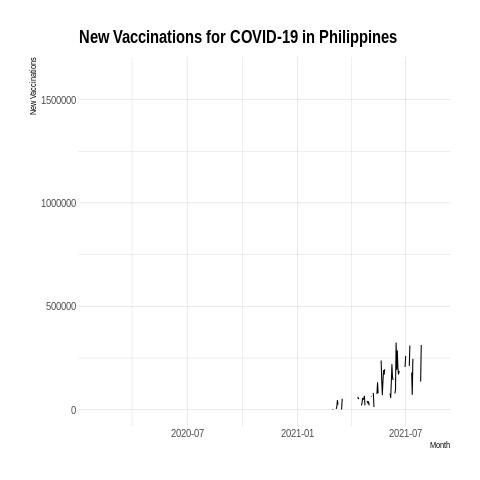 New Vaccinations for COVID-19 in Philippines
New Vaccinations
1500000
1000000
500000
0
2020-07 2021-01 2021-07
Month